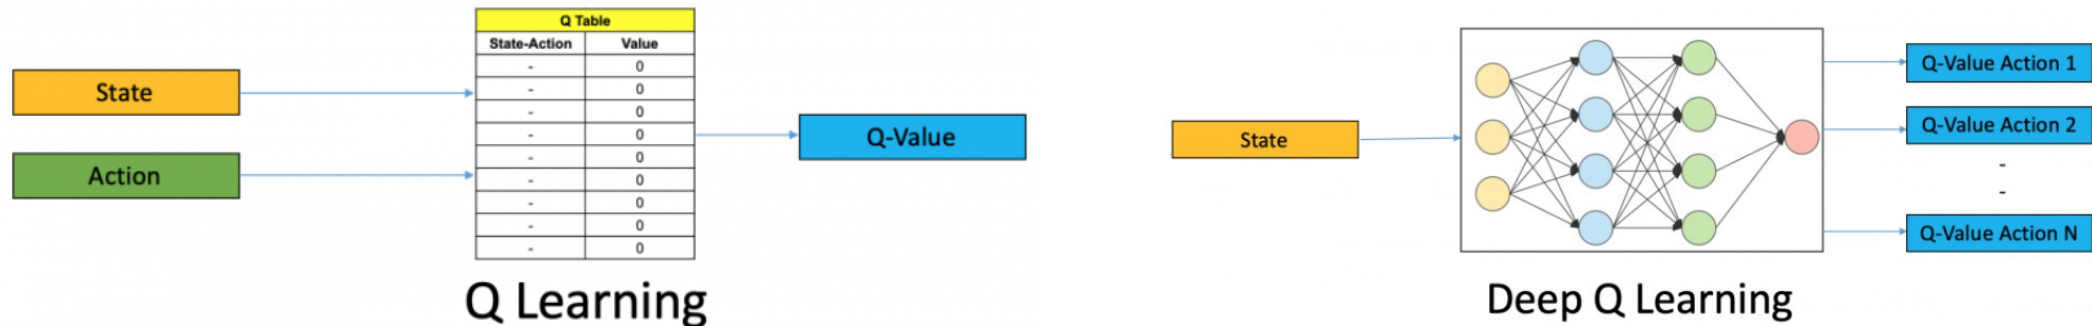 State
Action
Q Table
State-Action Value
- 0
- 0
- 0
- 0
- 0
- 0
- 0
- 0
- 0
Q-Value
Q Learning
State
Q-Value Action 1
Q-Value Action 2
-
-
Q-Value Action N
Deep Q Learning